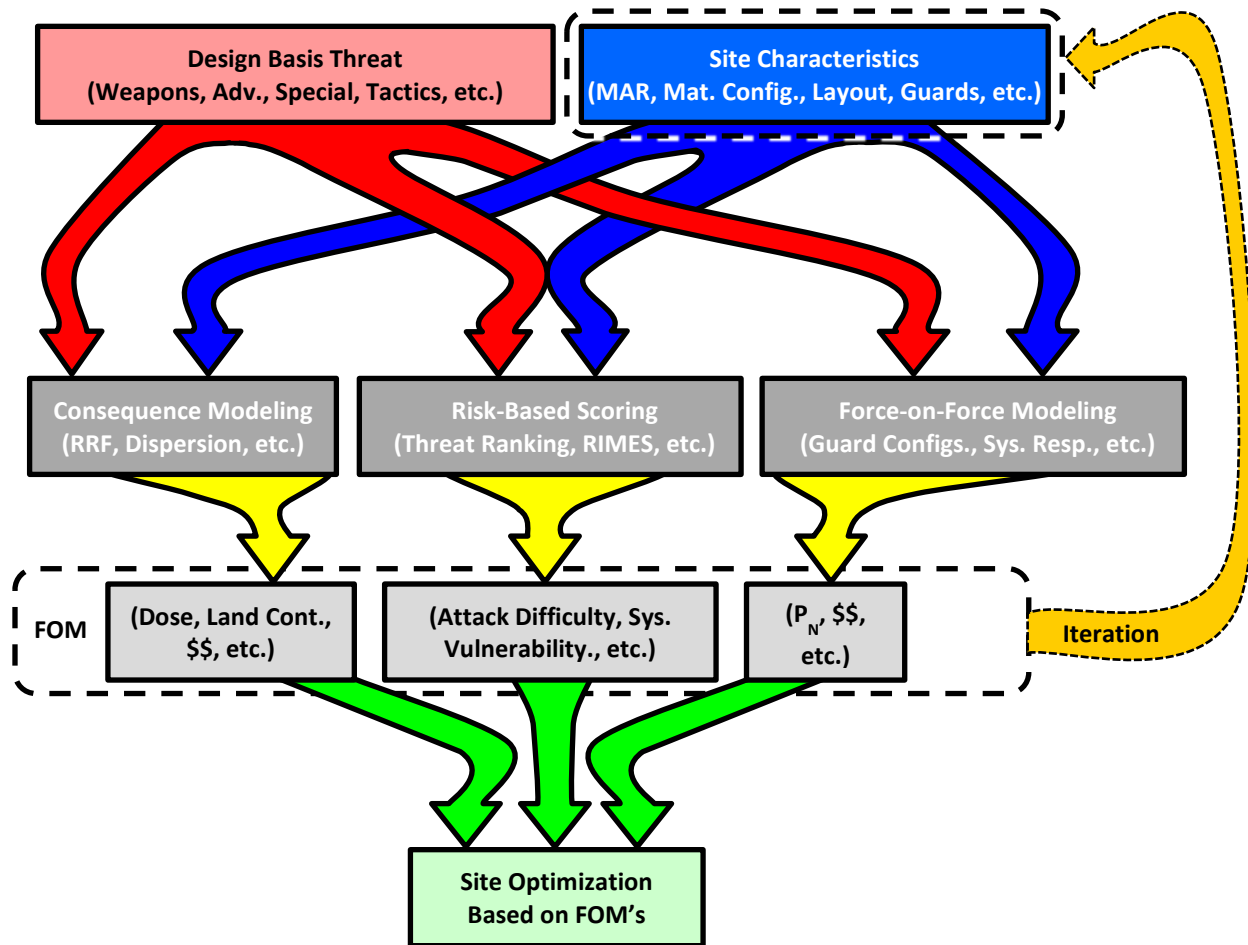 Design Basis Threat
(Weapons, Adv., Special, Tactics, etc.)
Site Characteristics
(MAR, Mat. Config., Layout, Guards, etc.)
Consequence Modeling
(RRF, Dispersion, etc.)
Risk-Based Scoring
(Threat Ranking, RIMES, etc.)
Force-on-Force Modeling
(Guard Configs., Sys. Resp., etc.)
FOM
(Dose, Land Cont.,
$$, etc.)
(Attack Difficulty, Sys.
Vulnerability., etc.)
(P_N, $$,
etc.)
Iteration
Site Optimization
Based on FOM’s